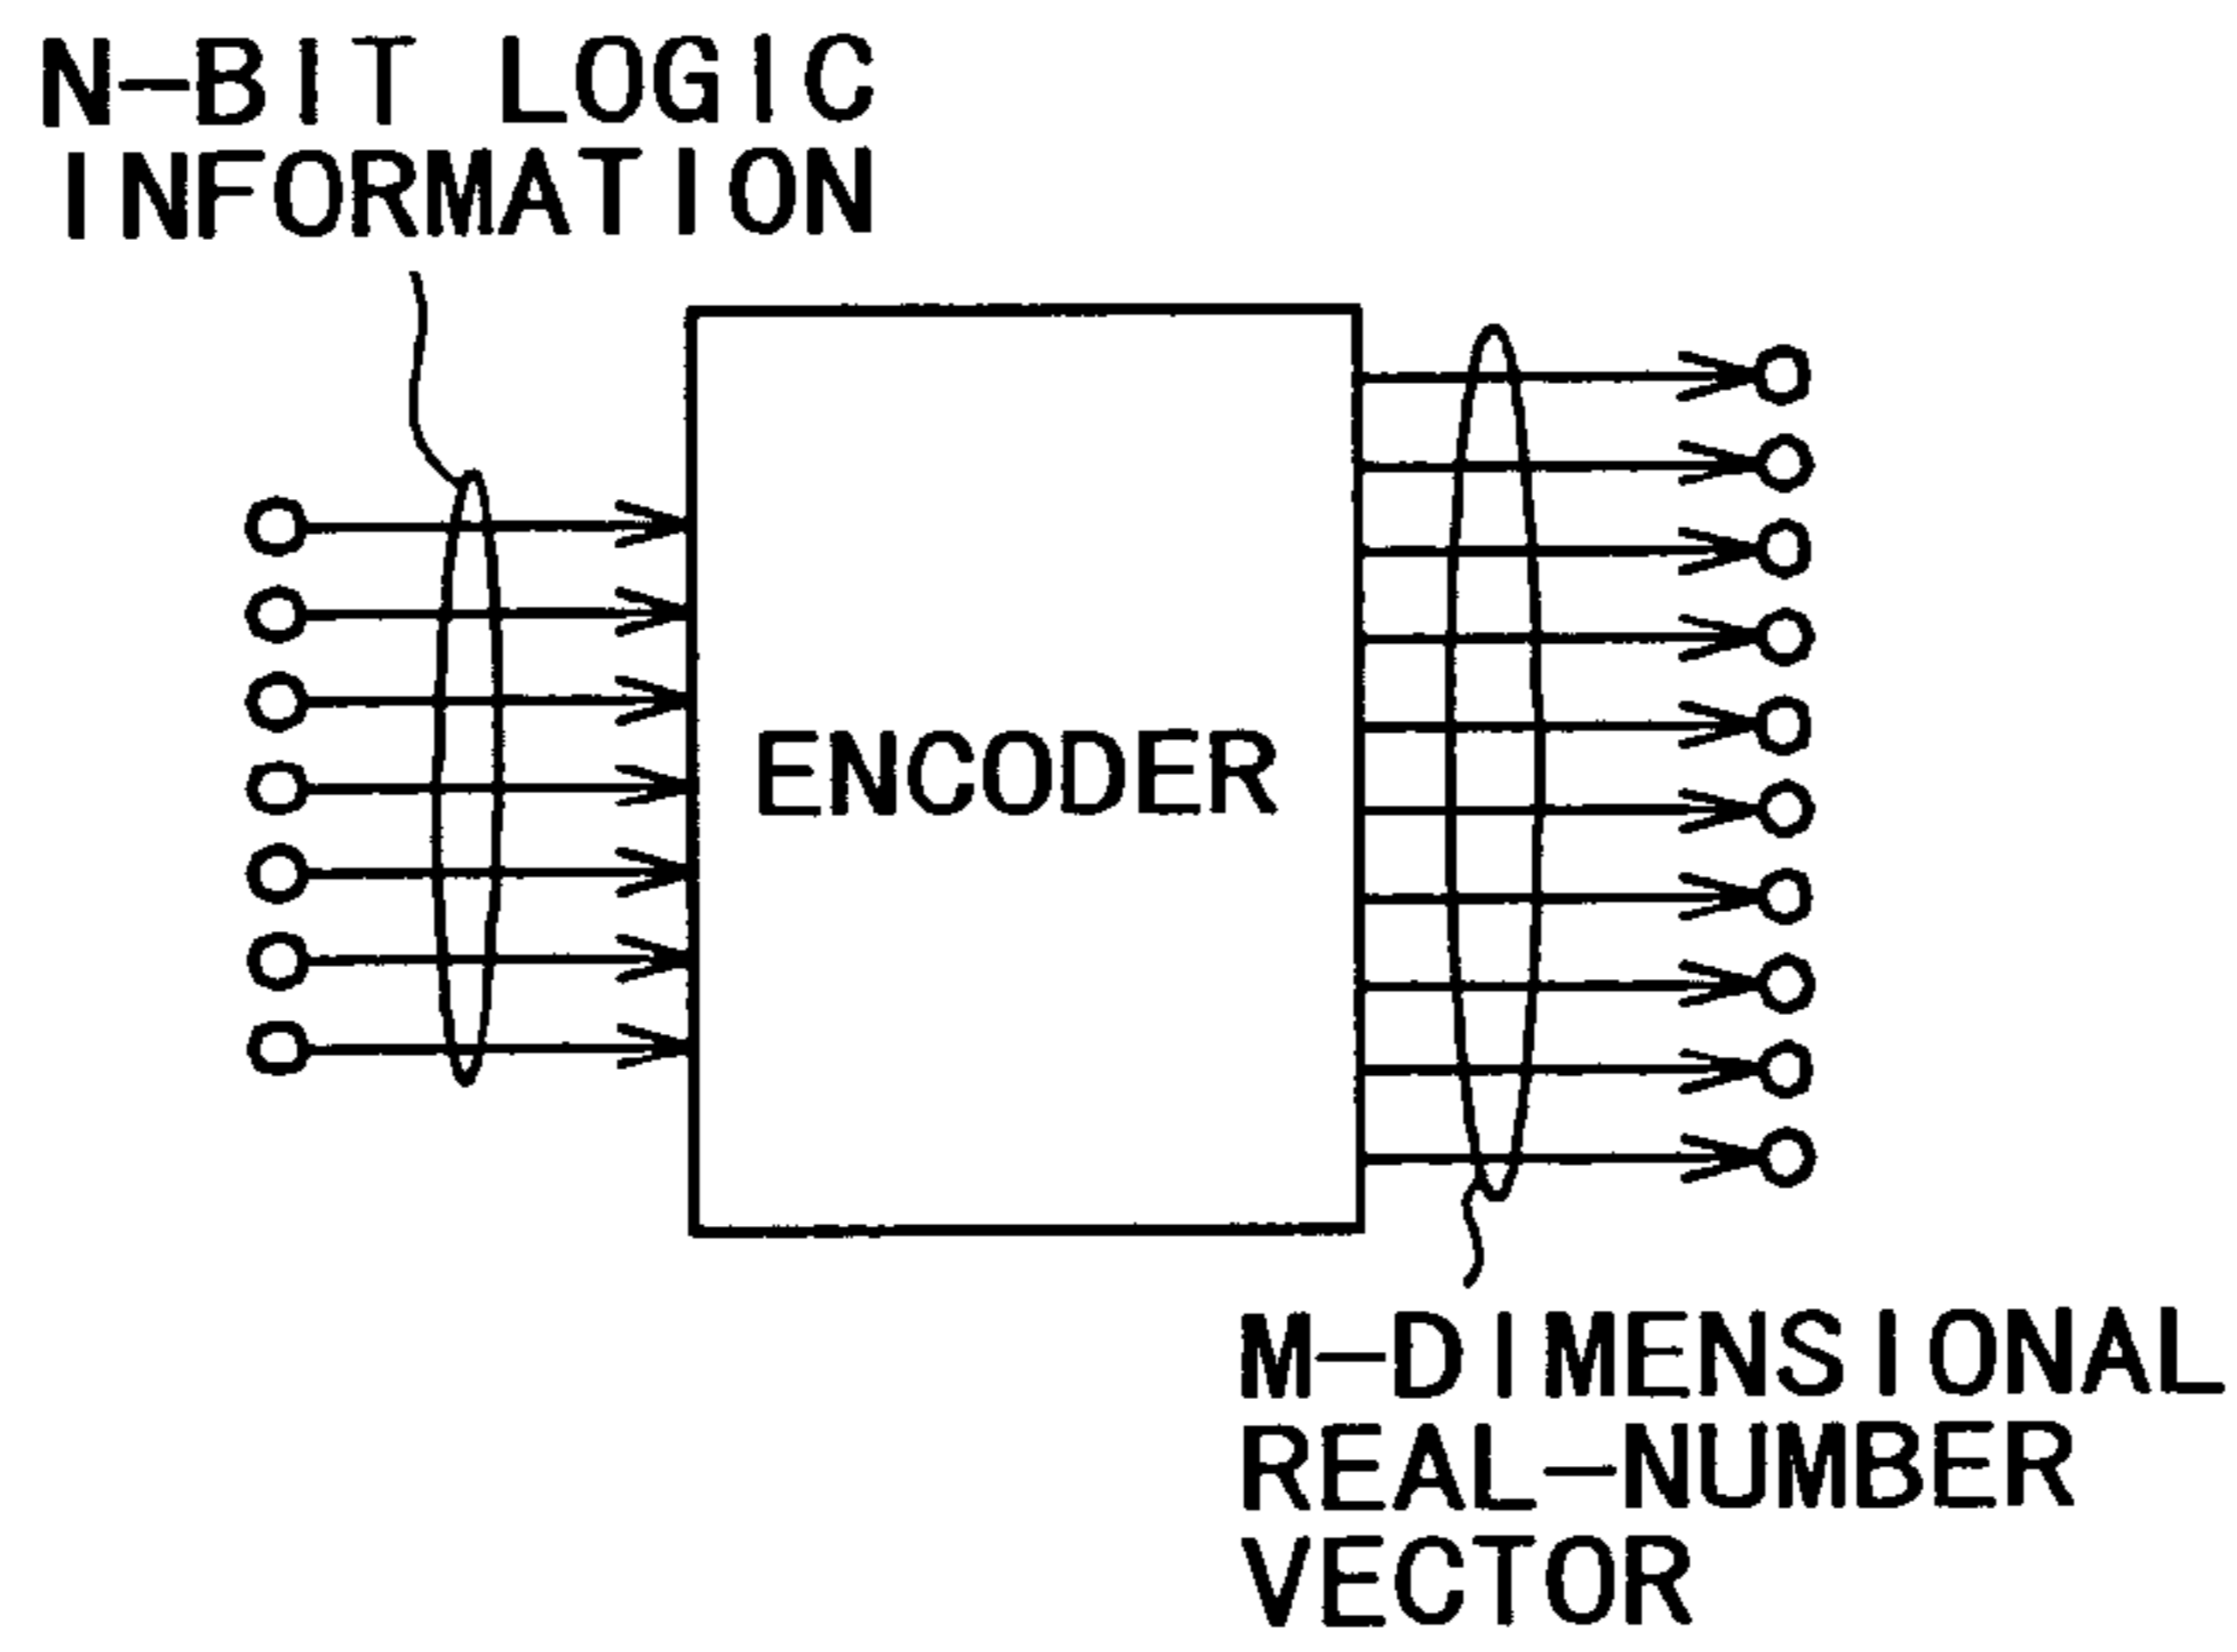 N-BIT LOGIC
INFORMATION
ENCODER
M-DIMENSIONAL
REAL-NUMBER
VECTOR